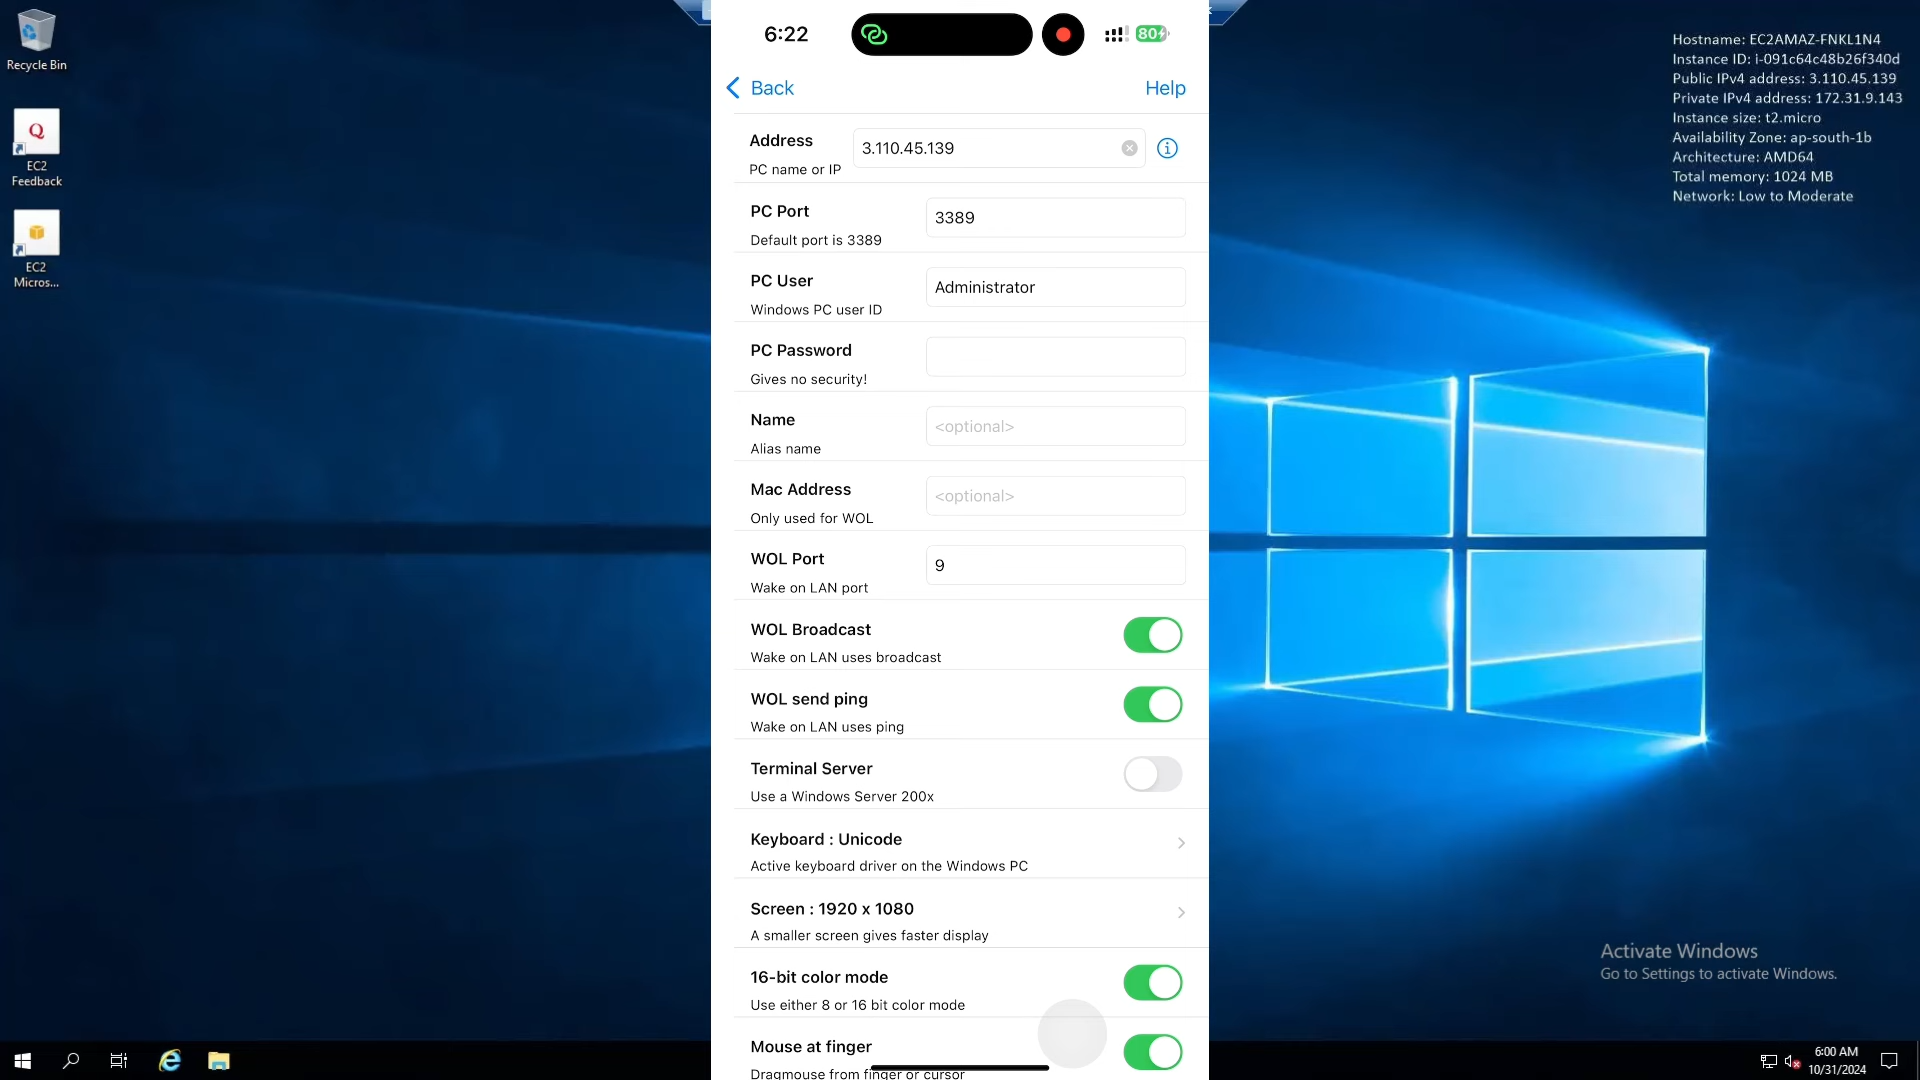 Recycle Bin
EC2
Feedback
EC2
Micros...
6:22
80
Back
Help
Address
PC name or IP
3.110.45.139
PC Port
Default port is 3389
3389
PC User
Windows PC user ID
Administrator
PC Password
Gives no security!
Name
Alias name
<optional>
Mac Address
Only used for WOL
<optional>
WOL Port
Wake on LAN port
9
WOL Broadcast
Wake on LAN uses broadcast
WOL send ping
Wake on LAN uses ping
Terminal Server
Use a Windows Server 200x
Keyboard : Unicode
Active keyboard driver on the Windows PC
Screen : 1920 x 1080
A smaller screen gives faster display
16-bit color mode
Use either 8 or 16 bit color mode
Mouse at finger
Dragmouse from finger or cursor
Hostname: EC2AMAZ-FNKL1N4
Instance ID: i-091c64c48b26f340d
Public IPv4 address: 3.110.45.139
Private IPv4 address: 172.31.9.143
Instance size: t2.micro
Availability Zone: ap-south-1b
Architecture: AMD64
Total memory: 1024 MB
Network: Low to Moderate
Activate Windows
Go to Settings to activate Windows.
6:00 AM
10/31/2024